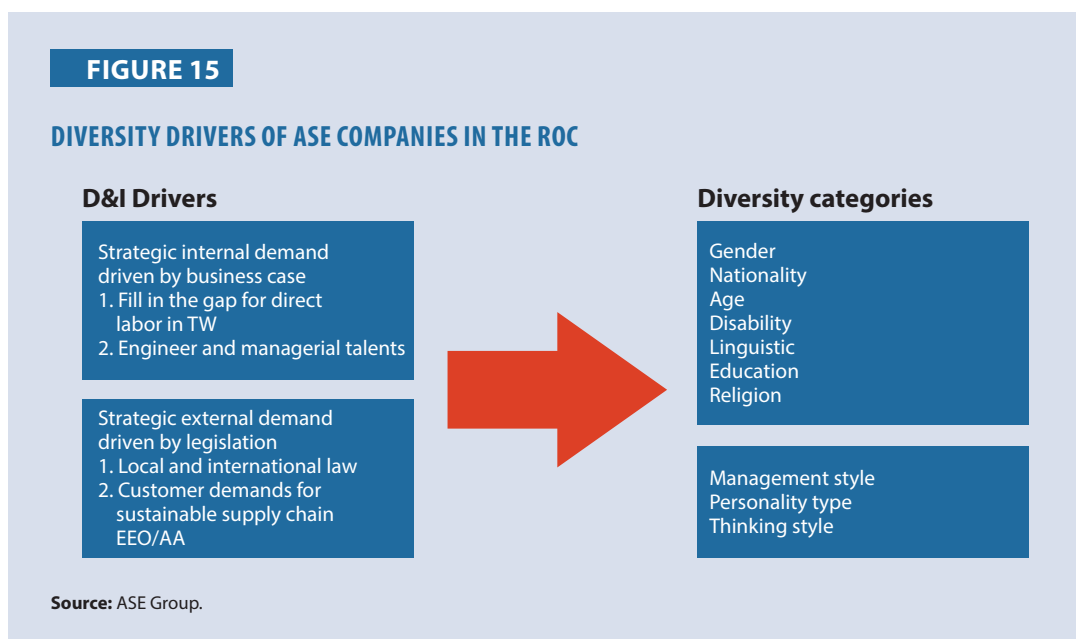 FIGURE 15
DIVERSITY DRIVERS OF ASE COMPANIES IN THE ROC
D&I Drivers
Strategic internal demand
driven by business case
1. Fill in the gap for direct
labor in TW
2. Engineer and managerial talents
Strategic external demand
driven by legislation
1. Local and international law
2. Customer demands for
sustainable supply chain
EEO/AA
Diversity categories
Gender
Nationality
Age
Disability
Linguistic
Education
Religion
Management style
Personality type
Thinking style
Source: ASE Group.